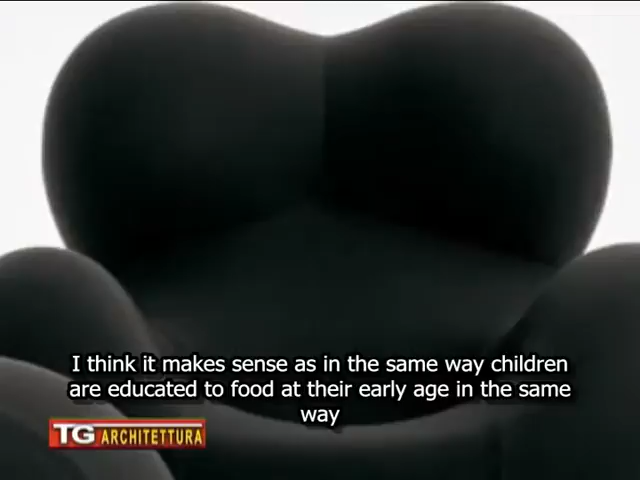 I think it makes sense as in the same way children
are educated to food at their early age in the same
way
TG ARCHITETTURA